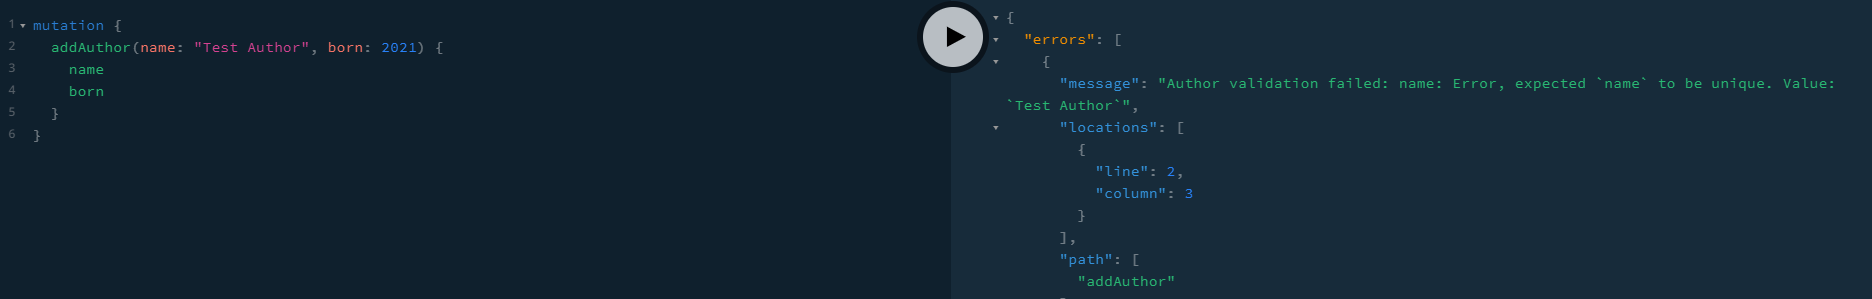 1 mutation {
2 addAuthor(name: "Test Author", born: 2021) {
3 name
4 born
5 }
6 }
{
"errors": [
{
"message": "Author validation failed: name: Error, expected `name` to be unique. Value:
`Test Author`",
"locations": [
{
"line": 2,
"column": 3
}
],
"path": [
"addAuthor"